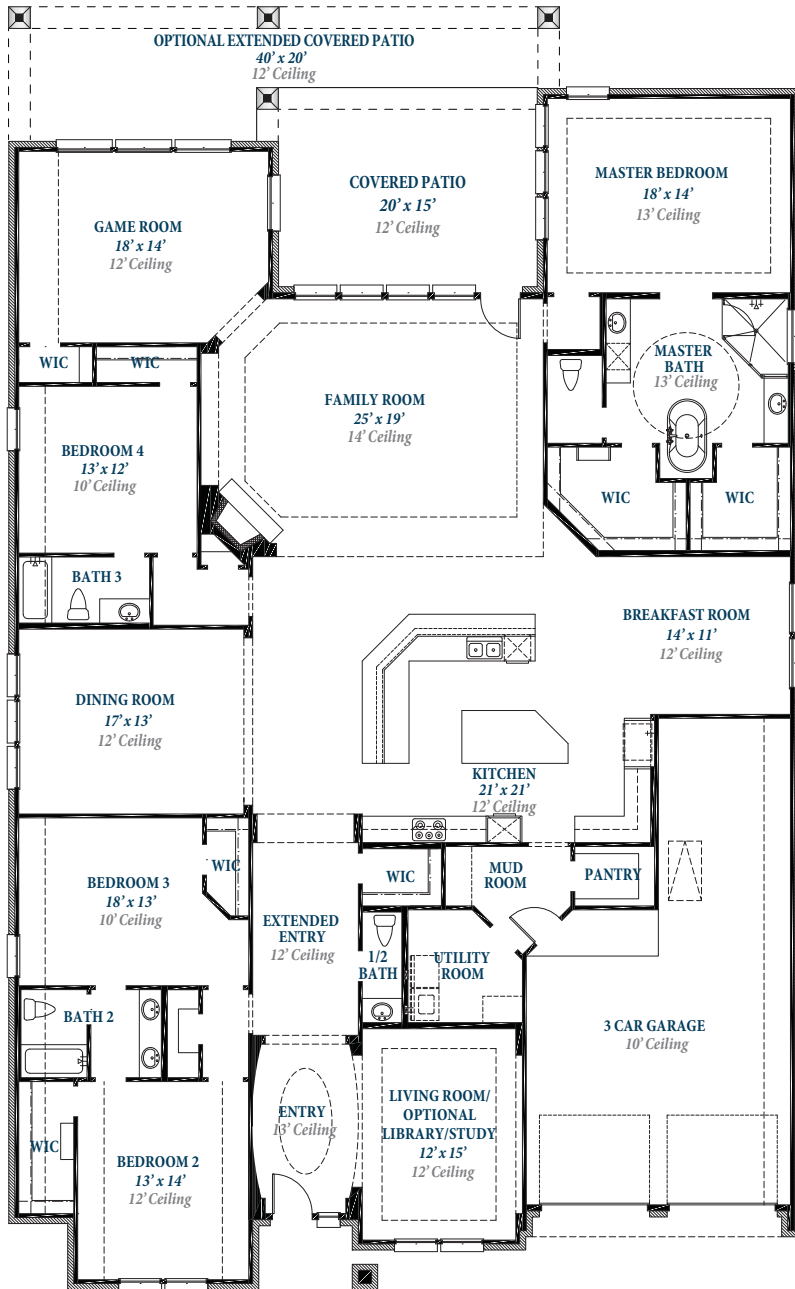 OPTIONAL EXTENDED COVERED PATIO
40' x 20'
12' Ceiling
COVERED PATIO
20' x 15'
12' Ceiling
MASTER BEDROOM
18' x 14'
13' Ceiling
GAME ROOM
18' x 14'
12' Ceiling
WIC
WIC
MASTER
BATH
13' Ceiling
FAMILY ROOM
25' x 19'
14' Ceiling
BEDROOM 4
13' x 12'
10' Ceiling
WIC
WIC
BATH 3
BREAKFAST ROOM
14' x 11'
12' Ceiling
DINING ROOM
17' x 13'
12' Ceiling
KITCHEN
21' x 21'
12' Ceiling
BEDROOM 3
18' x 13'
10' Ceiling
WIC
WIC
MUD
ROOM
PANTRY
EXTENDED
ENTRY
12' Ceiling
1/2
BATH
UTILITY
ROOM
BATH 2
3 CAR GARAGE
10' Ceiling
ENTRY
13' Ceiling
LIVING ROOM/
OPTIONAL
LIBRARY/STUDY
12' x 15'
12' Ceiling
WIC
BEDROOM 2
13' x 14'
12' Ceiling